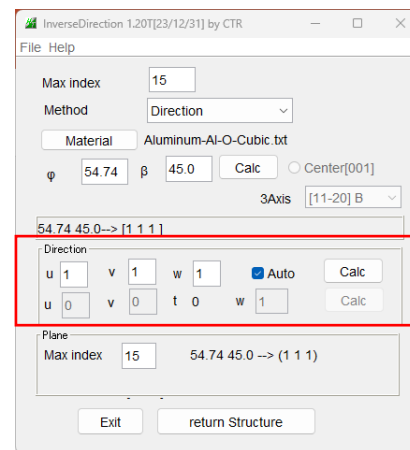 InverseDirection 1.20T[23/12/31] by CTR
File Help
Max index 15
Method Direction
Material Aluminum-Al-O-Cubic.txt
φ 54.74 β 45.0 Calc Center[001]
3Axis [11-20] B
54.74 45.0--> [1 1 1 ]
Direction
u 1 v 1 w 1 Auto Calc
u 0 v 0 t 0 w 1 Calc
Plane
Max index 15 54.74 45.0 --> (1 1 1)
Exit return Structure